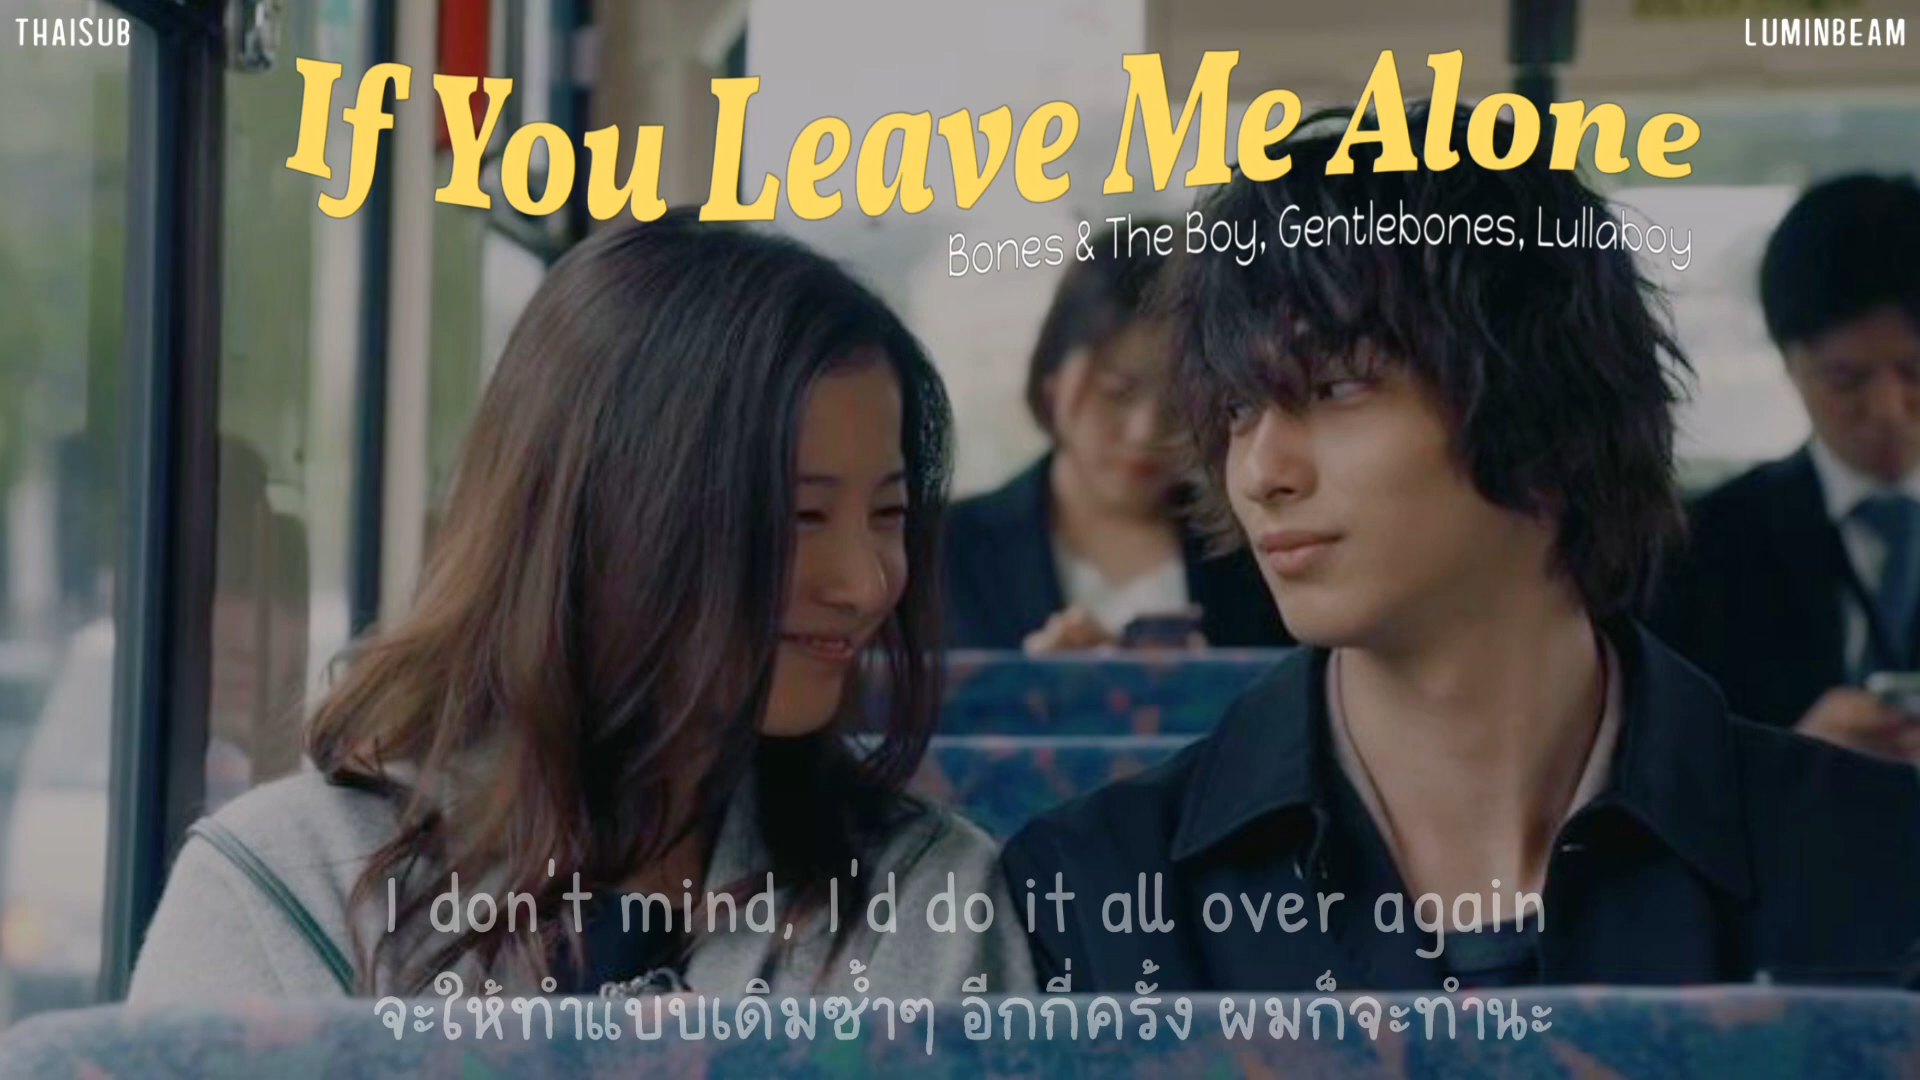 THAISUB
LUMINBEAM
If You Leave Me Alone
Bones & The Boy, Gentlebones, Lullaboy
I don't mind, I'd do it all over again
จะให้ทำแบบเดิมซ้ำๆ อีกกี่ครั้ง ผมก็จะทำนะ